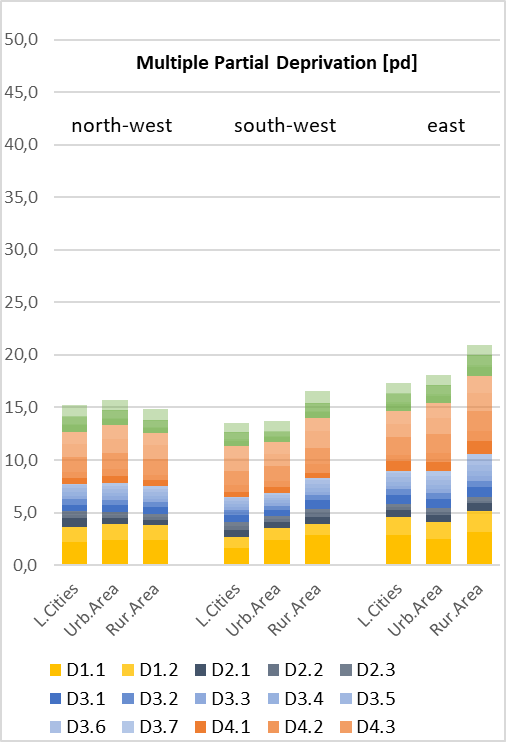 50,0
Multiple Partial Deprivation [pd]
45,0
north-west south-west east
40,0
35,0
30,0
25,0
20,0
15,0
10,0
5,0
0,0
L.Cities Urb.Area Rur.Area L.Cities Urb.Area Rur.Area L.Cities Urb.Area Rur.Area
D1.1 D1.2 D2.1 D2.2 D2.3
D3.1 D3.2 D3.3 D3.4 D3.5
D3.6 D3.7 D4.1 D4.2 D4.3